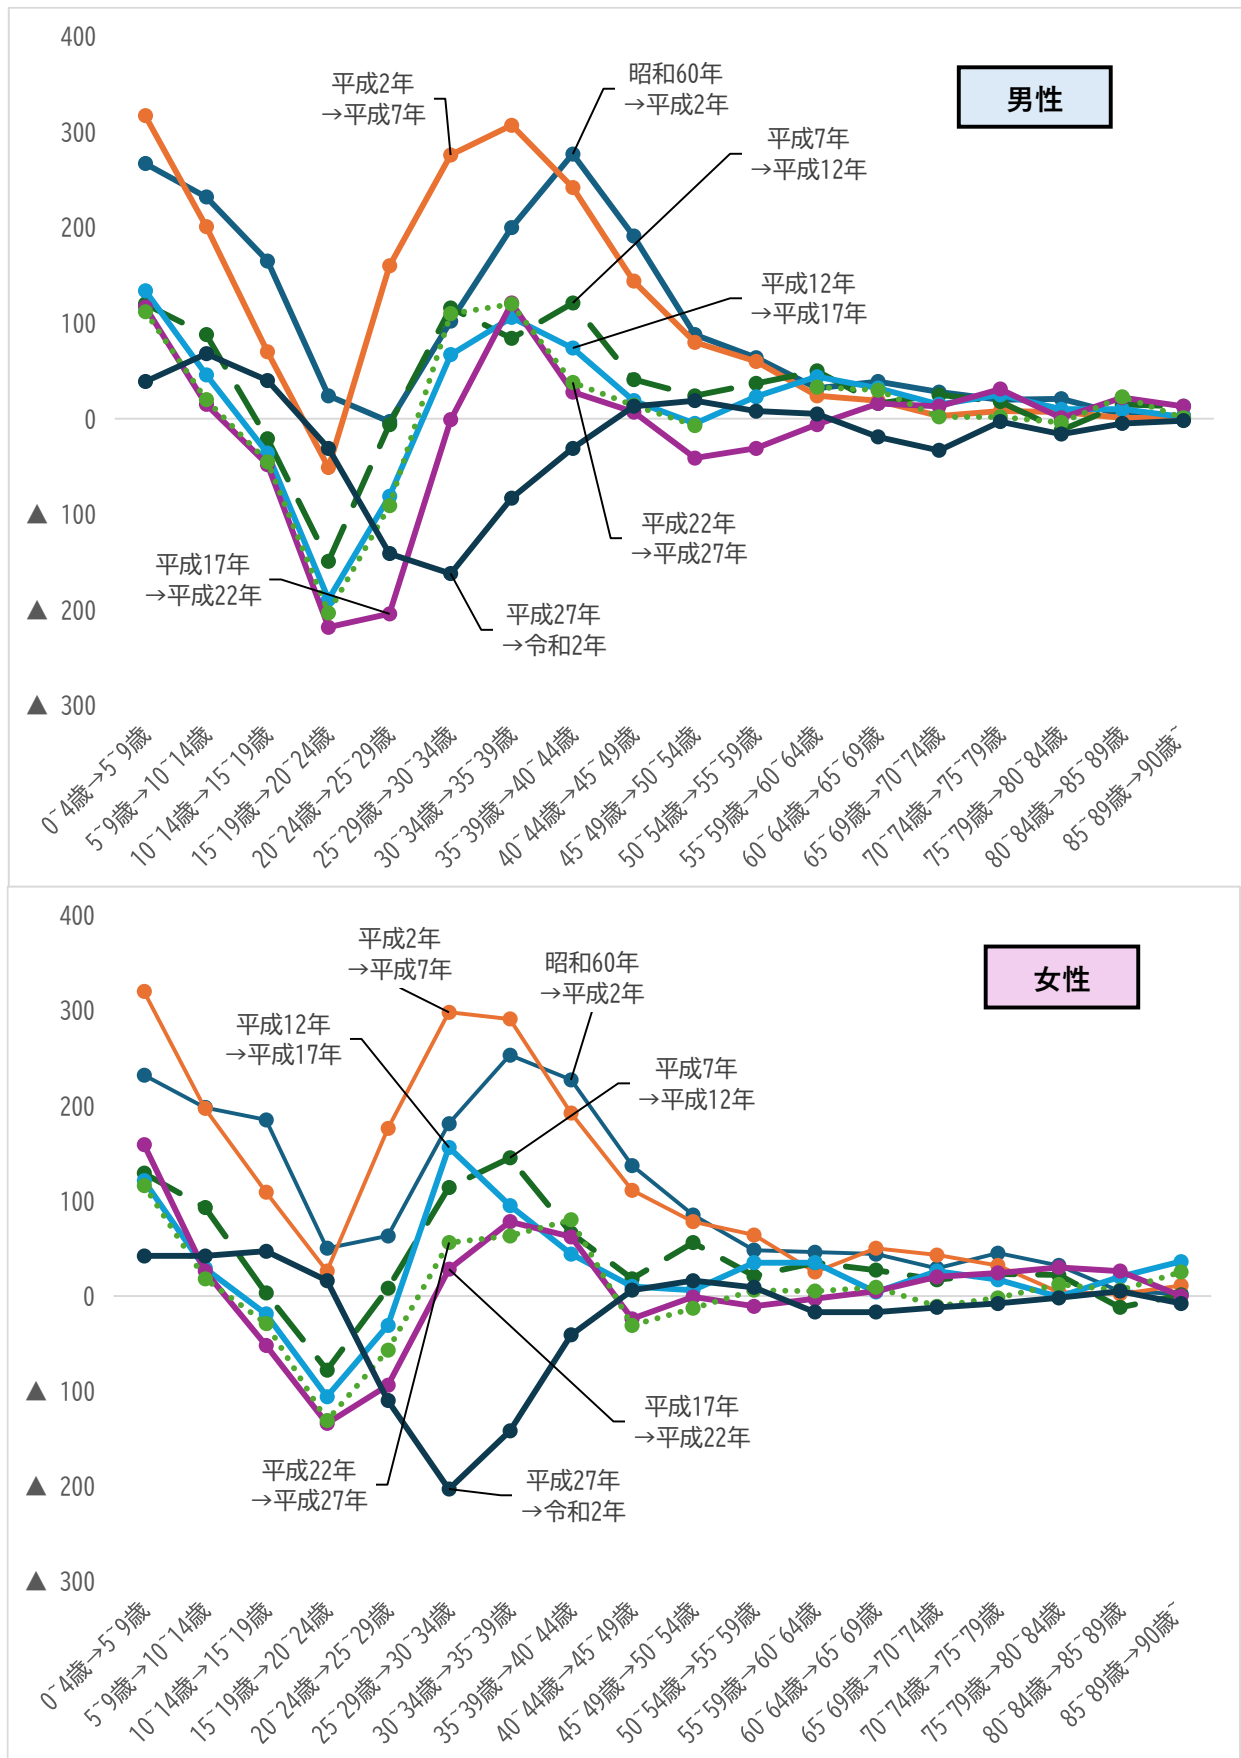 400
300
200
100
0
▲ 100
▲ 200
▲ 300
男性
平成2年
→平成7年
昭和60年
→平成2年
平成7年
→平成12年
平成12年
→平成17年
平成22年
→平成27年
平成17年
→平成22年
平成27年
→令和2年
0~4歳→5~9歳
5~9歳→10~14歳
10~14歳→15~19歳
15~19歳→20~24歳
20~24歳→25~29歳
25~29歳→30~34歳
30~34歳→35~39歳
35~39歳→40~44歳
40~44歳→45~49歳
45~49歳→50~54歳
50~54歳→55~59歳
55~59歳→60~64歳
60~64歳→65~69歳
65~69歳→70~74歳
70~74歳→75~79歳
75~79歳→80~84歳
80~84歳→85~89歳
85~89歳→90歳~
400
300
200
100
0
▲ 100
▲ 200
▲ 300
女性
平成2年
→平成7年
昭和60年
→平成2年
平成12年
→平成17年
平成7年
→平成12年
平成17年
→平成22年
平成22年
→平成27年
平成27年
→令和2年
0~4歳→5~9歳
5~9歳→10~14歳
10~14歳→15~19歳
15~19歳→20~24歳
20~24歳→25~29歳
25~29歳→30~34歳
30~34歳→35~39歳
35~39歳→40~44歳
40~44歳→45~49歳
45~49歳→50~54歳
50~54歳→55~59歳
55~59歳→60~64歳
60~64歳→65~69歳
65~69歳→70~74歳
70~74歳→75~79歳
75~79歳→80~84歳
80~84歳→85~89歳
85~89歳→90歳~